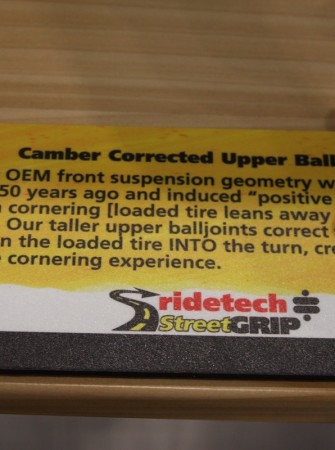 Camber Corrected Upper Ball
OEM front suspension geometry w
50 years ago and induced "positive
cornering [loaded tire leans away
Our taller upper balljoints correct
n the loaded tire INTO the turn, cre
cornering experience.
ridetech
StreetGRIP